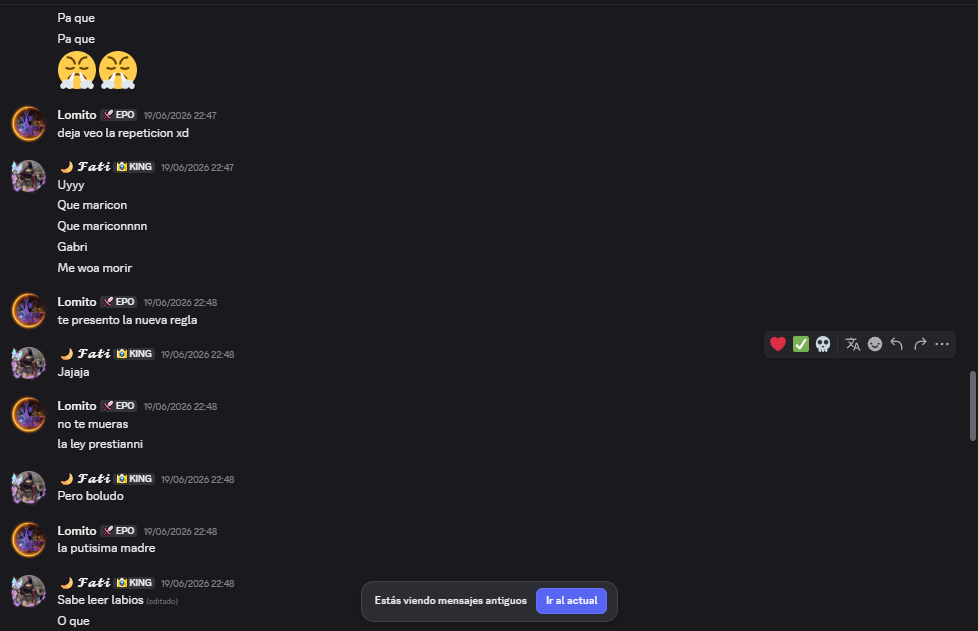 Pa que
Pa que
Lomito EPO 19/06/2026 22:47
deja veo la repeticion xd
𝓕𝓪𝓽𝓲 KING 19/06/2026 22:47
Uyyy
Que maricon
Que mariconnnn
Gabri
Me woa morir
Lomito EPO 19/06/2026 22:48
te presento la nueva regla
𝓕𝓪𝓽𝓲 KING 19/06/2026 22:48
Jajaja
Lomito EPO 19/06/2026 22:48
no te mueras
la ley prestianni
𝓕𝓪𝓽𝓲 KING 19/06/2026 22:48
Pero boludo
Lomito EPO 19/06/2026 22:48
la putisima madre
𝓕𝓪𝓽𝓲 KING 19/06/2026 22:48
Sabe leer labios (editado)
O que
Estás viendo mensajes antiguos Ir al actual